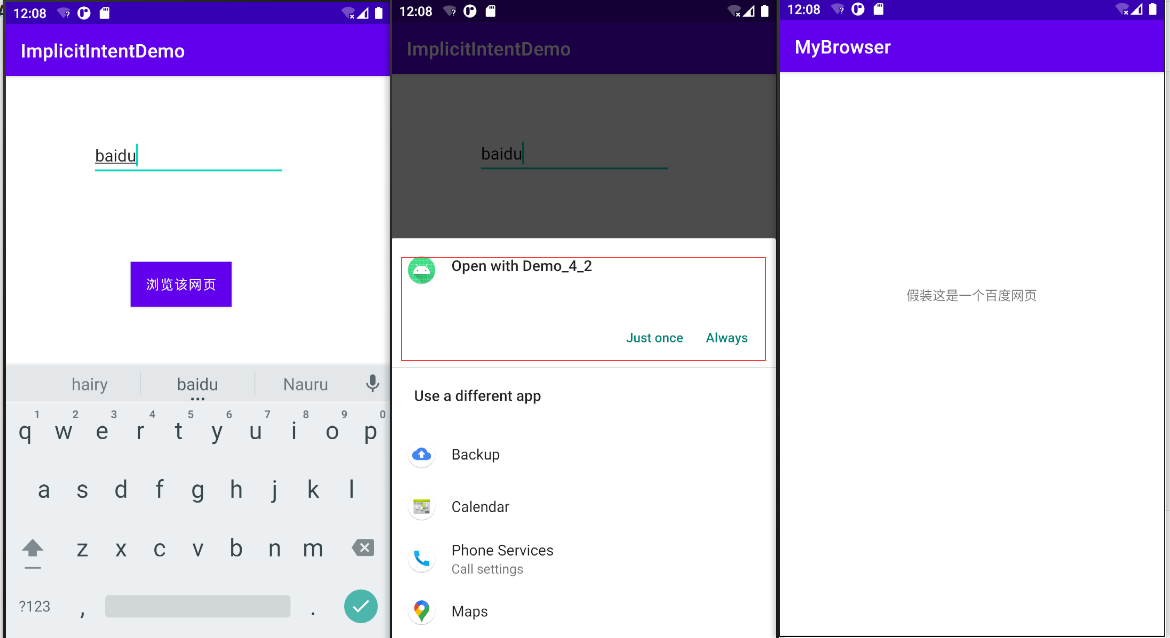 12:08
ImplicitIntentDemo
baidu
浏览该网页
hairy baidu Nauru
1 2 3 4 5 6 7 8 9 0
q w e r t y u i o p
a s d f g h j k l
z x c v b n m
?123 , .
12:08
ImplicitIntentDemo
baidu
Open with Demo_4_2
Just once Always
Use a different app
Backup
Calendar
Phone Services
Call settings
Maps
12:08
MyBrowser
假装这是一个百度网页